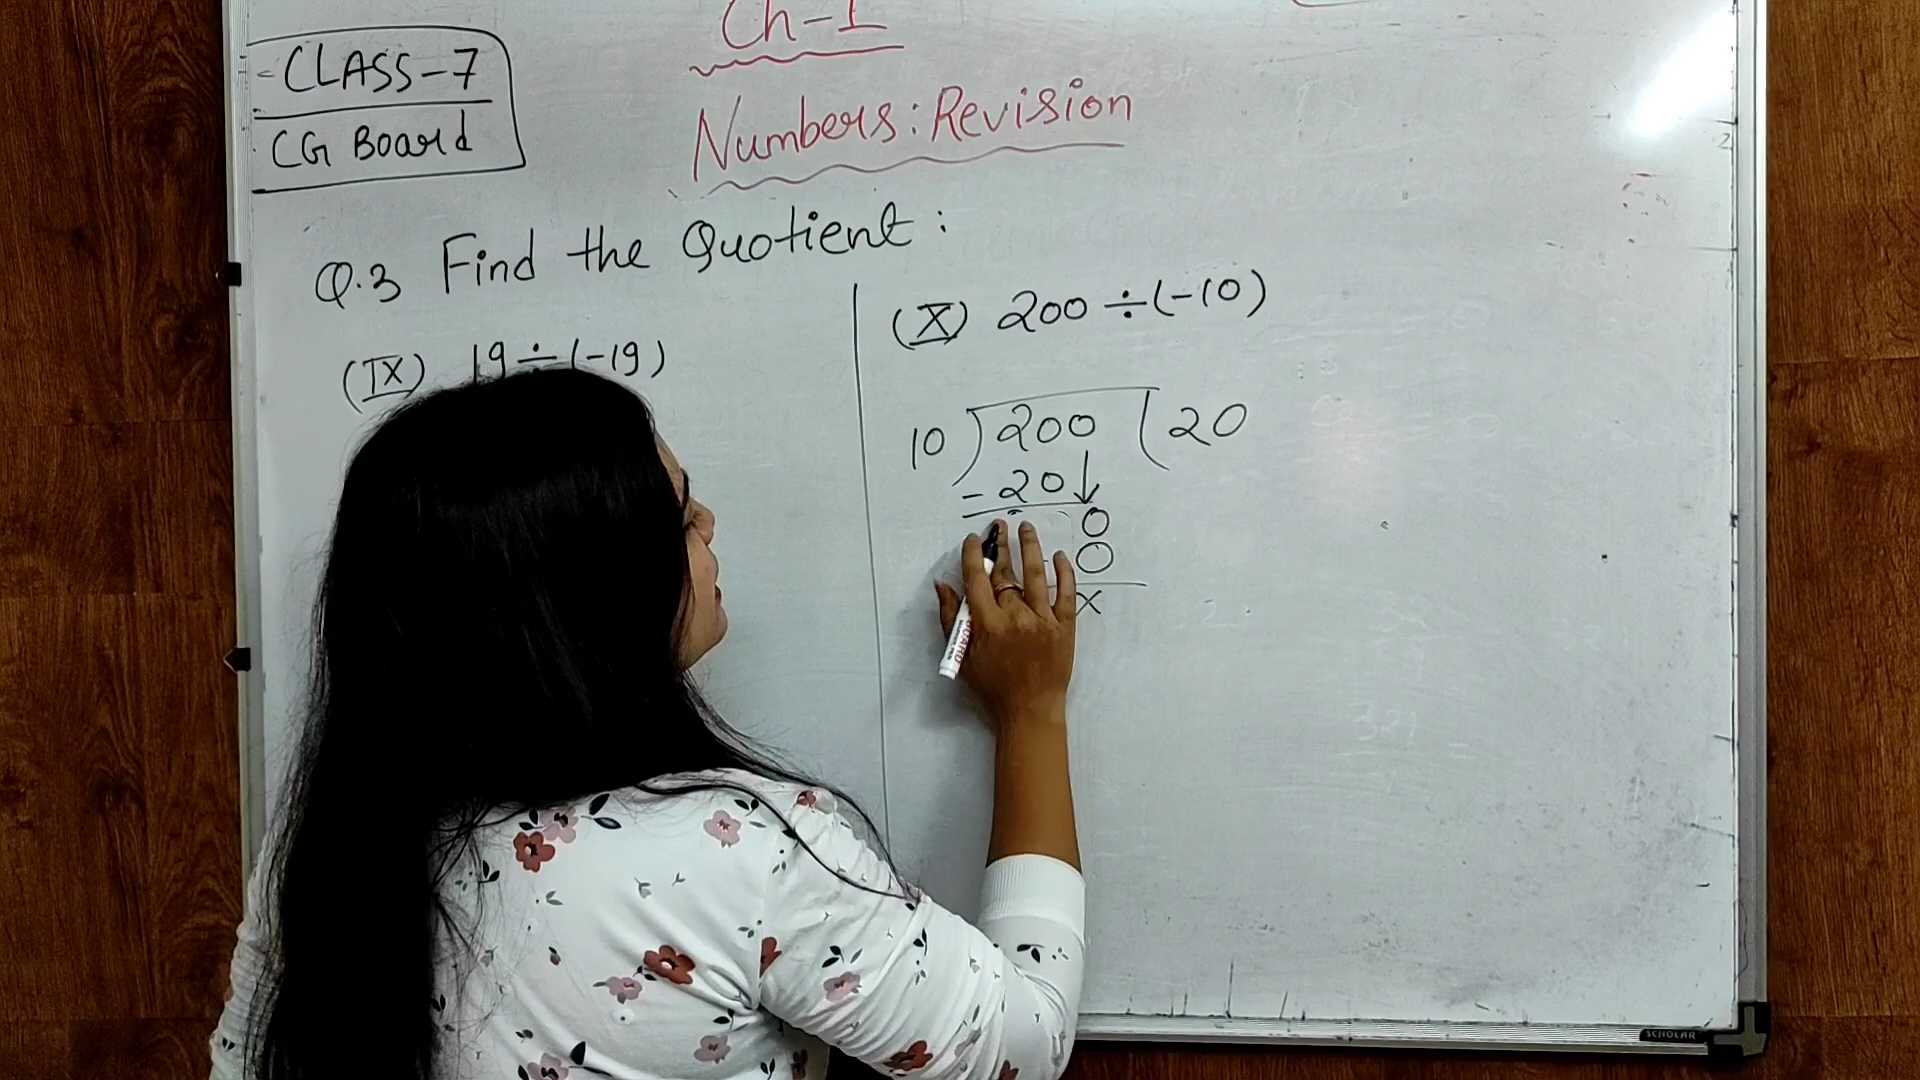 Ch-1
CLASS-7
CG Board
Numbers: Revision
Q.3 Find the Quotient:
(IX) 19÷(-19)
(X) 200÷(-10)
10)200(20
-20↓
0
0
x
SCHOLAR